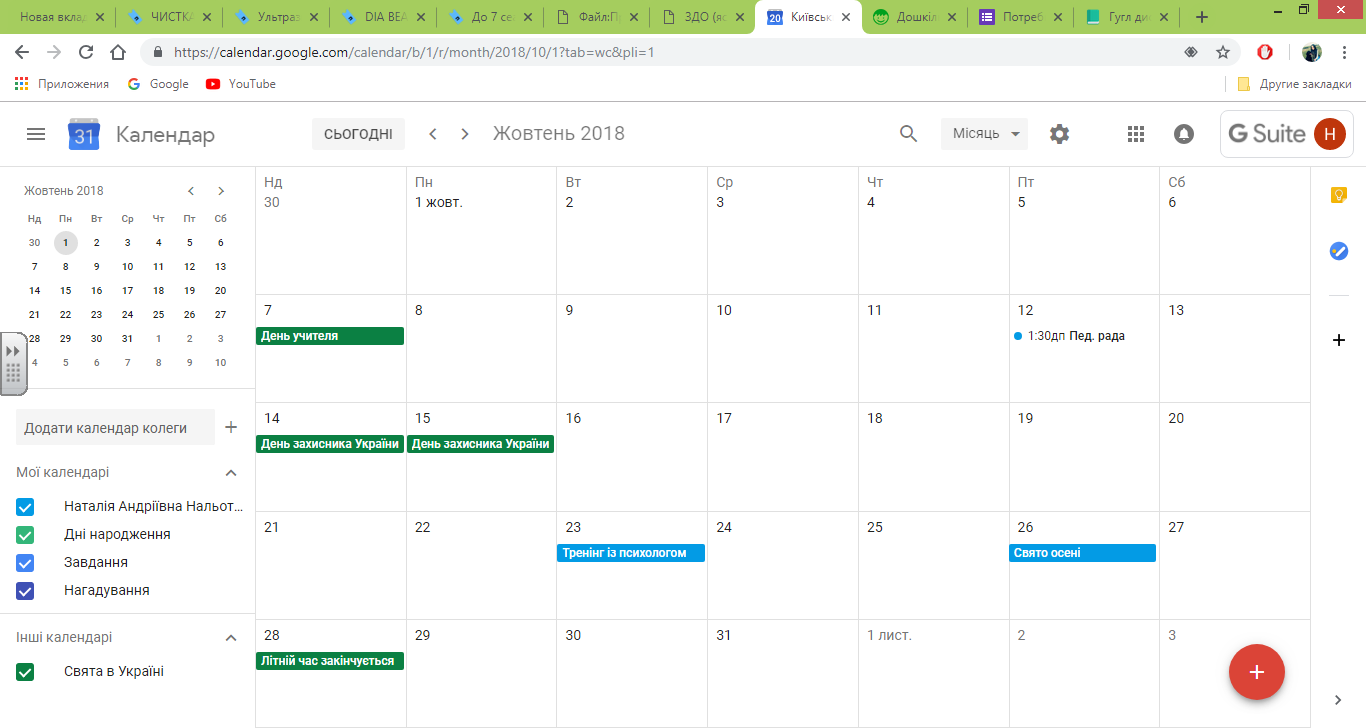 Новая вкла
ЧИСТКА
Ультраз
DIA BEA
До 7 се
Файл:П
ЗДО (яс
Київськ
Дошкіл
Потреб
Гугл ди
https://calendar.google.com/calendar/b/1/r/month/2018/10/1?tab=wc&pli=1
Приложения Google YouTube Другие закладки
31 Календар СЬОГОДНІ Жовтень 2018 Місяць G Suite Н
Жовтень 2018
Нд Пн Вт Ср Чт Пт Сб
30 1 2 3 4 5 6
7 8 9 10 11 12 13
14 15 16 17 18 19 20
21 22 23 24 25 26 27
28 29 30 31 1 2 3
4 5 6 7 8 9 10
Додати календар колеги
Мої календарі
Наталія Андріївна Нальот...
Дні народження
Завдання
Нагадування
Інші календарі
Свята в Україні
Нд Пн Вт Ср Чт Пт Сб
30 1 жовт. 2 3 4 5 6
7 8 9 10 11 12 13
День учителя 1:30дп Пед. рада
14 15 16 17 18 19 20
День захисника України День захисника України
21 22 23 24 25 26 27
Тренінг із психологом Свято осені
28 29 30 31 1 лист. 2 3
Літній час закінчується